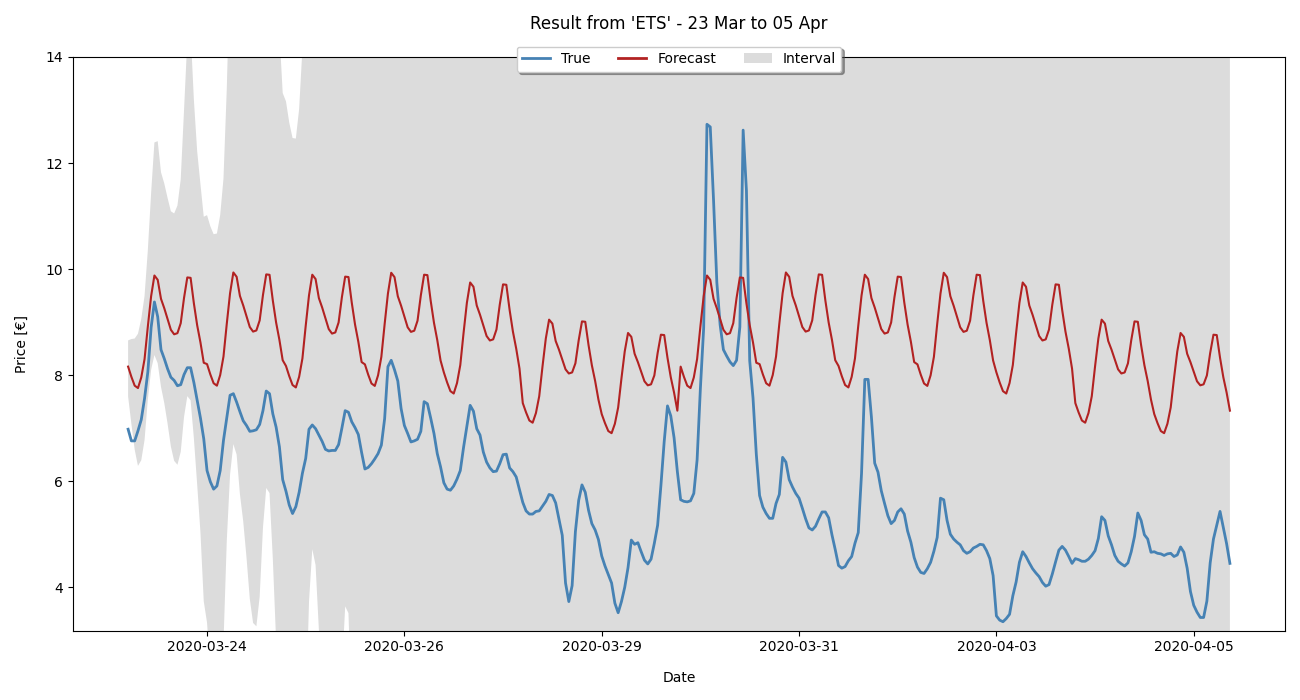 Result from 'ETS' - 23 Mar to 05 Apr
True Forecast Interval
14
12
10
8
6
4
Price [€]
2020-03-24 2020-03-26 2020-03-29 2020-03-31 2020-04-03 2020-04-05
Date